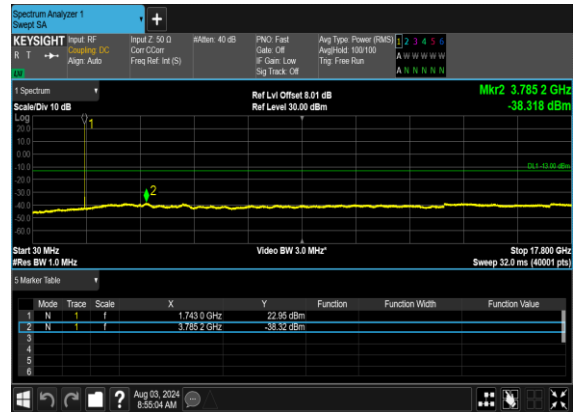 Spectrum Analyzer 1
Swept SA
+
KEYSIGHT Input: RF Input Z: 50 Ω #Atten: 40 dB PNO: Fast Avg Type: Power (RMS) 1 2 3 4 5 6
R T Coupling: DC Corr CCorr Gate: Off Avg|Hold: 100/100 A W W W W W
Align: Auto Freq Ref: Int (S) IF Gain: Low Trig: Free Run
Sig Track: Off A N N N N N
1 Spectrum Ref Lvl Offset 8.01 dB Mkr2 3.785 2 GHz
Scale/Div 10 dB Ref Level 30.00 dBm -38.318 dBm
Log
20.0 1
10.0
0.00
-10.0 DL1 -13.00 dBm
-20.0
-30.0 2
-40.0
-50.0
-60.0
Start 30 MHz Video BW 3.0 MHz* Stop 17.800 GHz
#Res BW 1.0 MHz Sweep 32.0 ms (40001 pts)
5 Marker Table
Mode Trace Scale X Y Function Function Width Function Value
1 N 1 f 1.743 0 GHz 22.95 dBm
2 N 1 f 3.785 2 GHz -38.32 dBm
3
4
5
6
? Aug 03, 2024
8:55:04 AM